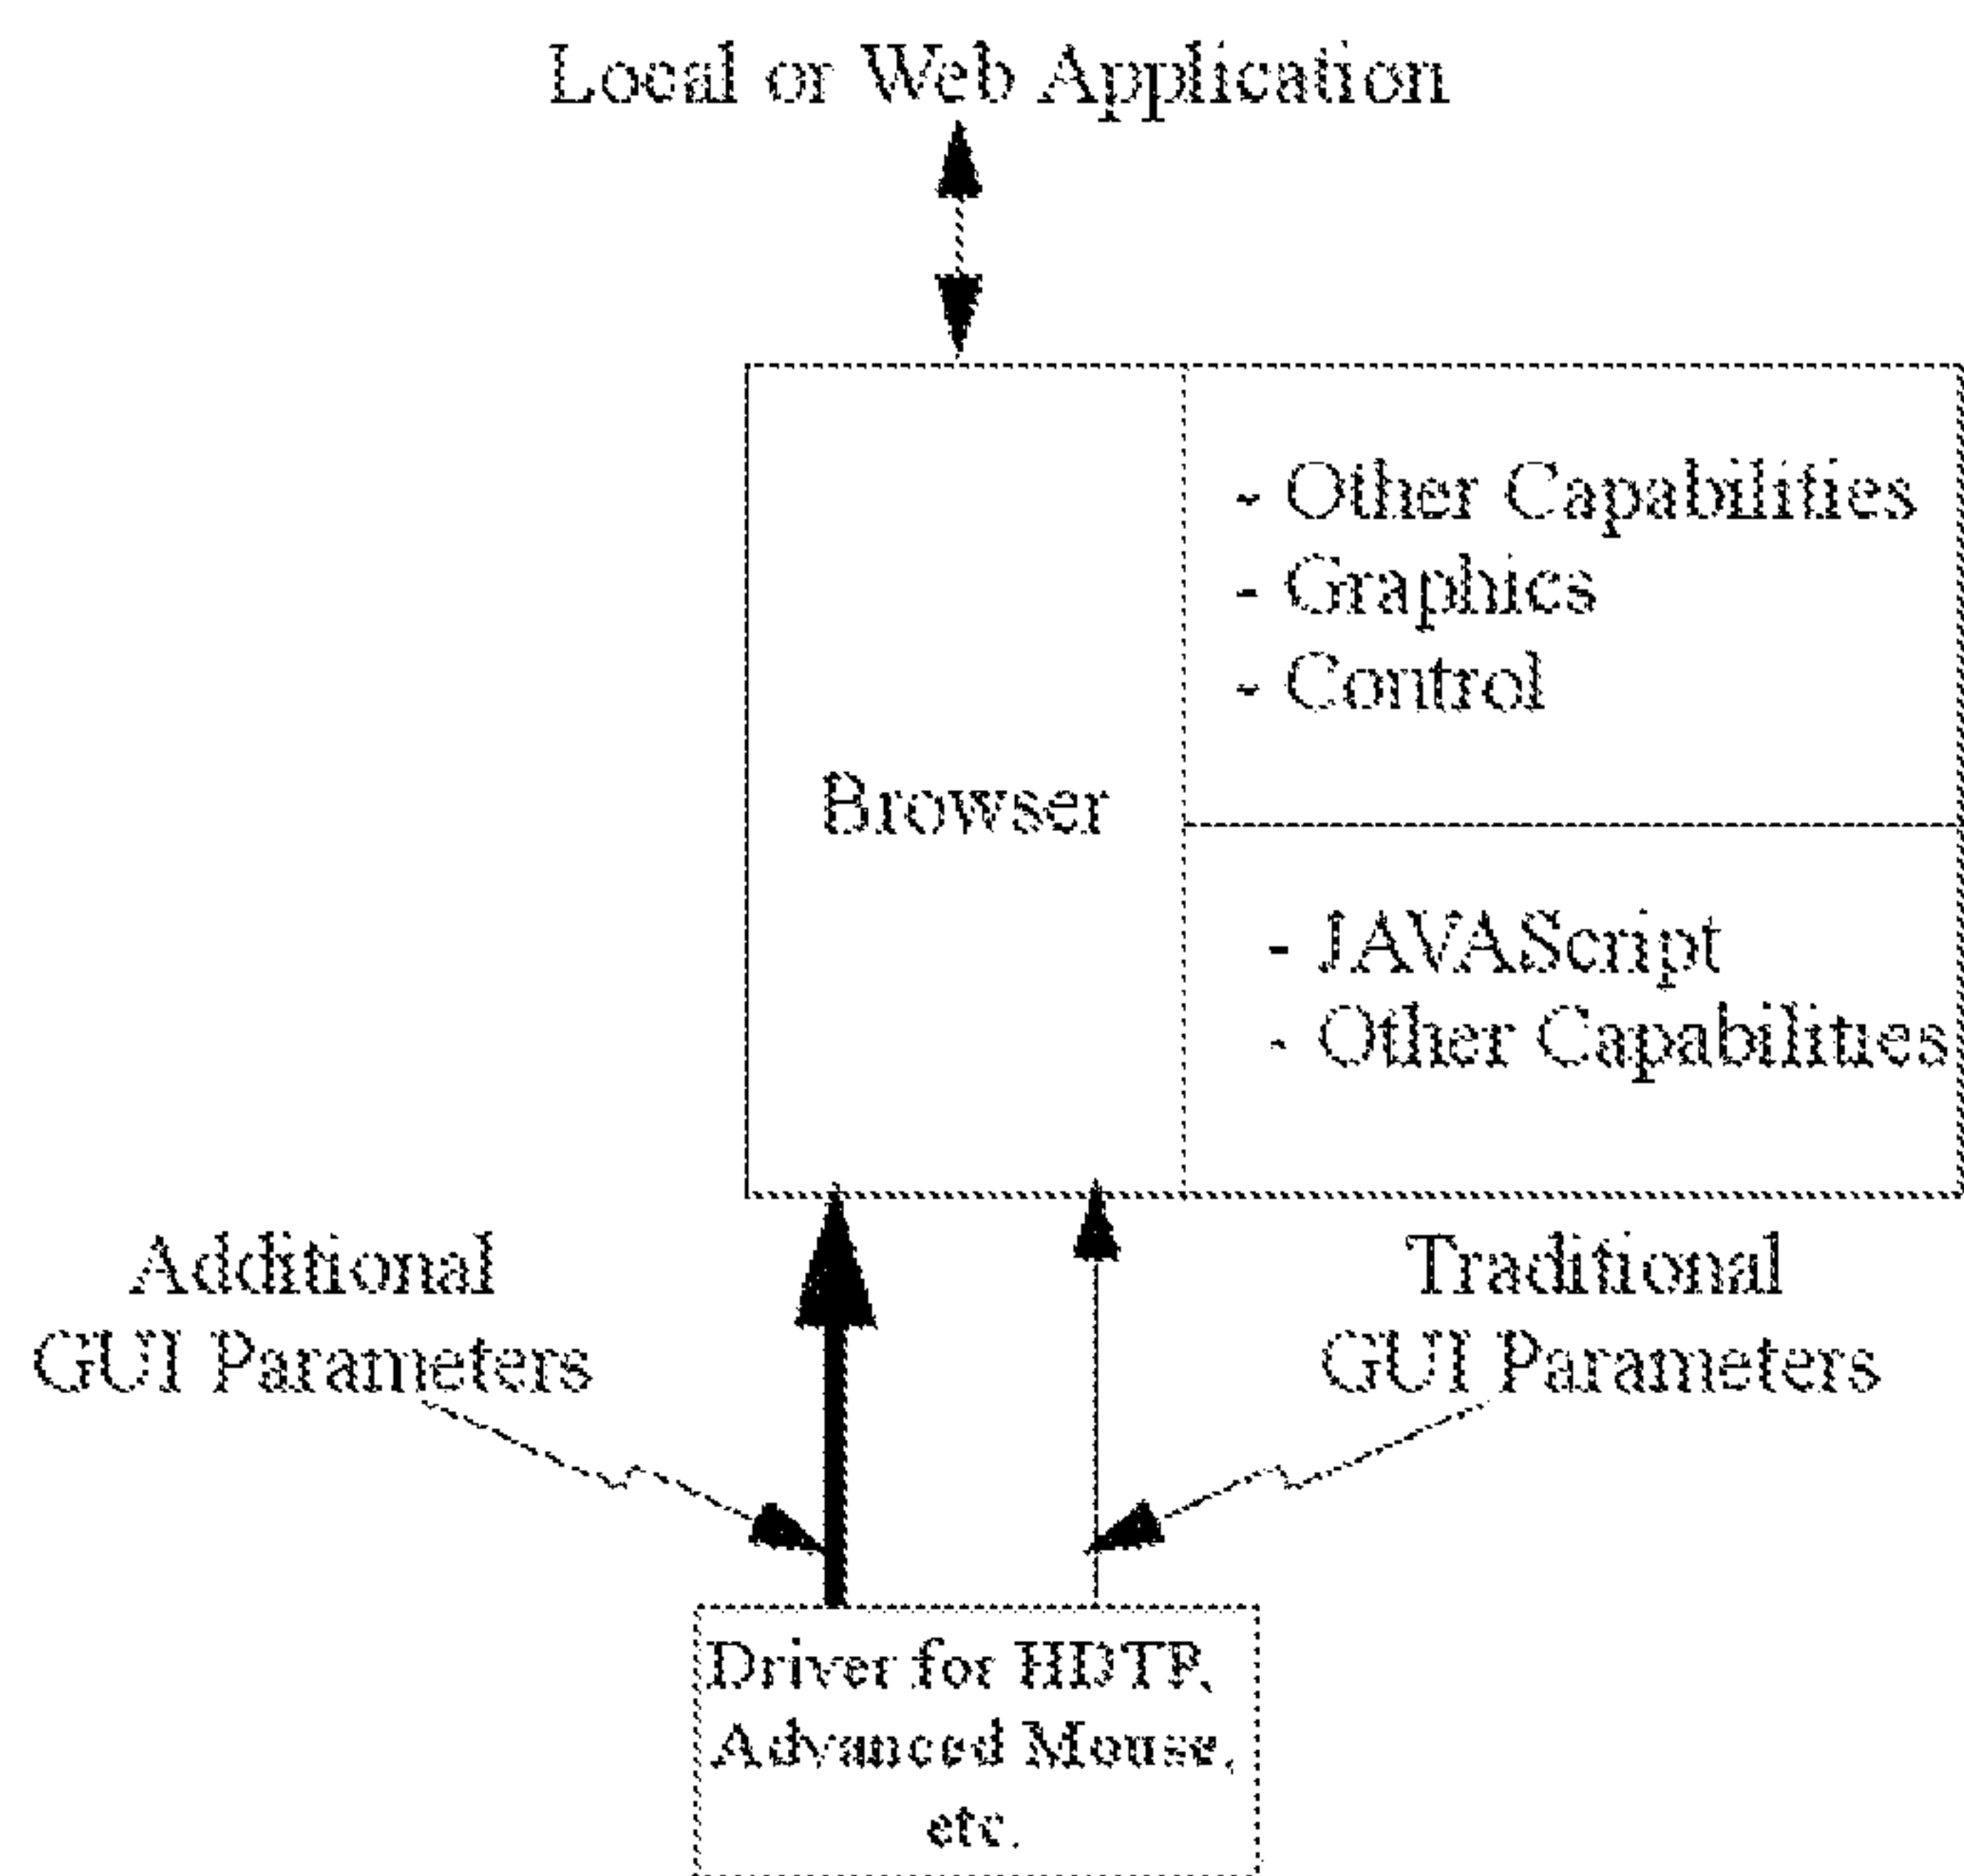 Local or Web Application
- Other Capabilities
- Graphics
- Control
Browser
- JAVAScript
- Other Capabilities
Additional
GUI Parameters
Traditional
GUI Parameters
Driver for HDTP,
Advanced Mouse,
etc.